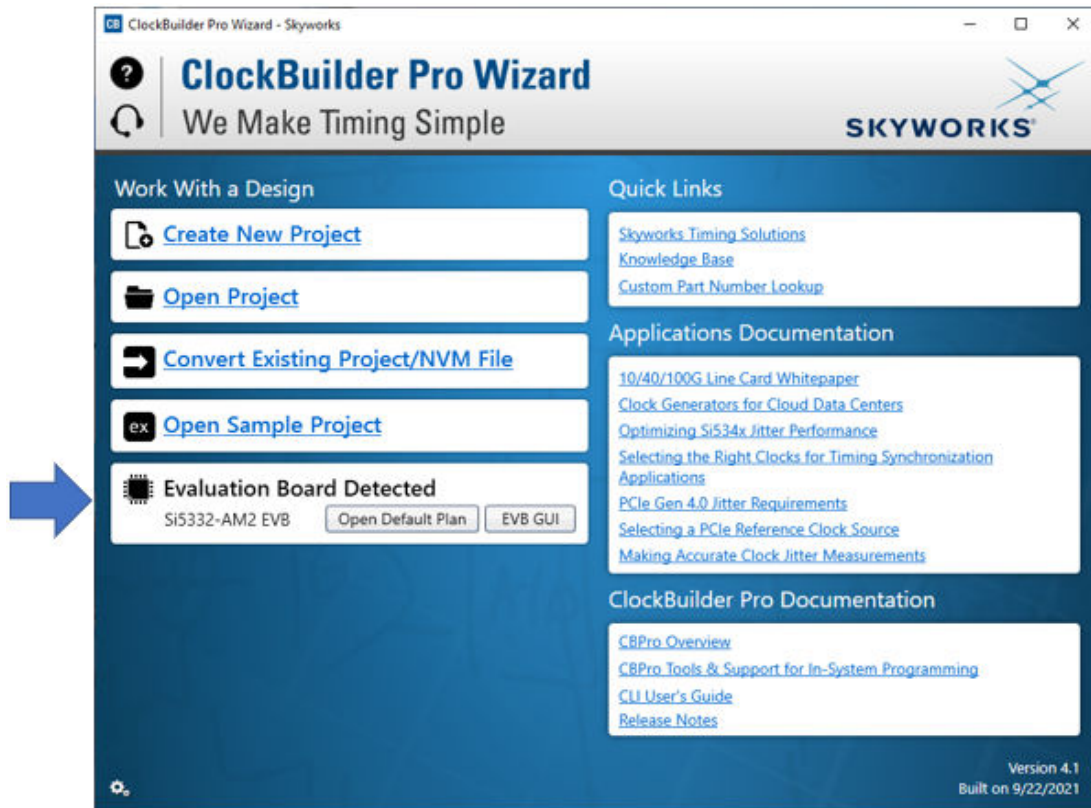 CB ClockBuilder Pro Wizard - Skyworks
ClockBuilder Pro Wizard
We Make Timing Simple
SKYWORKS®
Work With a Design
Create New Project
Open Project
Convert Existing Project/NVM File
ex Open Sample Project
Evaluation Board Detected
Si5332-AM2 EVB Open Default Plan EVB GUI
Quick Links
Skyworks Timing Solutions
Knowledge Base
Custom Part Number Lookup
Applications Documentation
10/40/100G Line Card Whitepaper
Clock Generators for Cloud Data Centers
Optimizing Si534x Jitter Performance
Selecting the Right Clocks for Timing Synchronization
Applications
PCIe Gen 4.0 Jitter Requirements
Selecting a PCIe Reference Clock Source
Making Accurate Clock Jitter Measurements
ClockBuilder Pro Documentation
CBPro Overview
CBPro Tools & Support for In-System Programming
CLI User's Guide
Release Notes
Version 4.1
Built on 9/22/2021